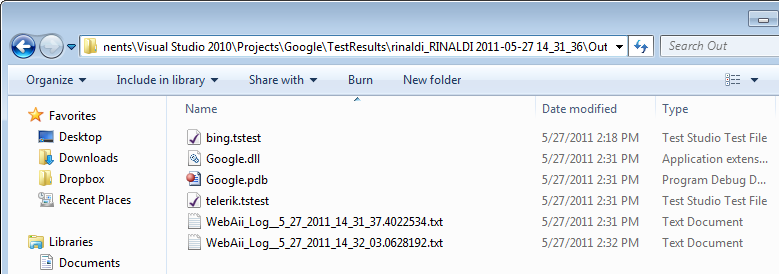 nents\Visual Studio 2010\Projects\Google\TestResults\rinaldi_RINALDI 2011-05-27 14_31_36\Out
Search Out
Organize Include in library Share with Burn New folder
Favorites
Desktop
Downloads
Dropbox
Recent Places
Libraries
Documents
Name Date modified Type
bing.tstest 5/27/2011 2:18 PM Test Studio Test File
Google.dll 5/27/2011 2:31 PM Application extens...
Google.pdb 5/27/2011 2:31 PM Program Debug D...
telerik.tstest 5/27/2011 2:31 PM Test Studio Test File
WebAii_Log__5_27_2011_14_31_37.4022534.txt 5/27/2011 2:31 PM Text Document
WebAii_Log__5_27_2011_14_32_03.0628192.txt 5/27/2011 2:32 PM Text Document